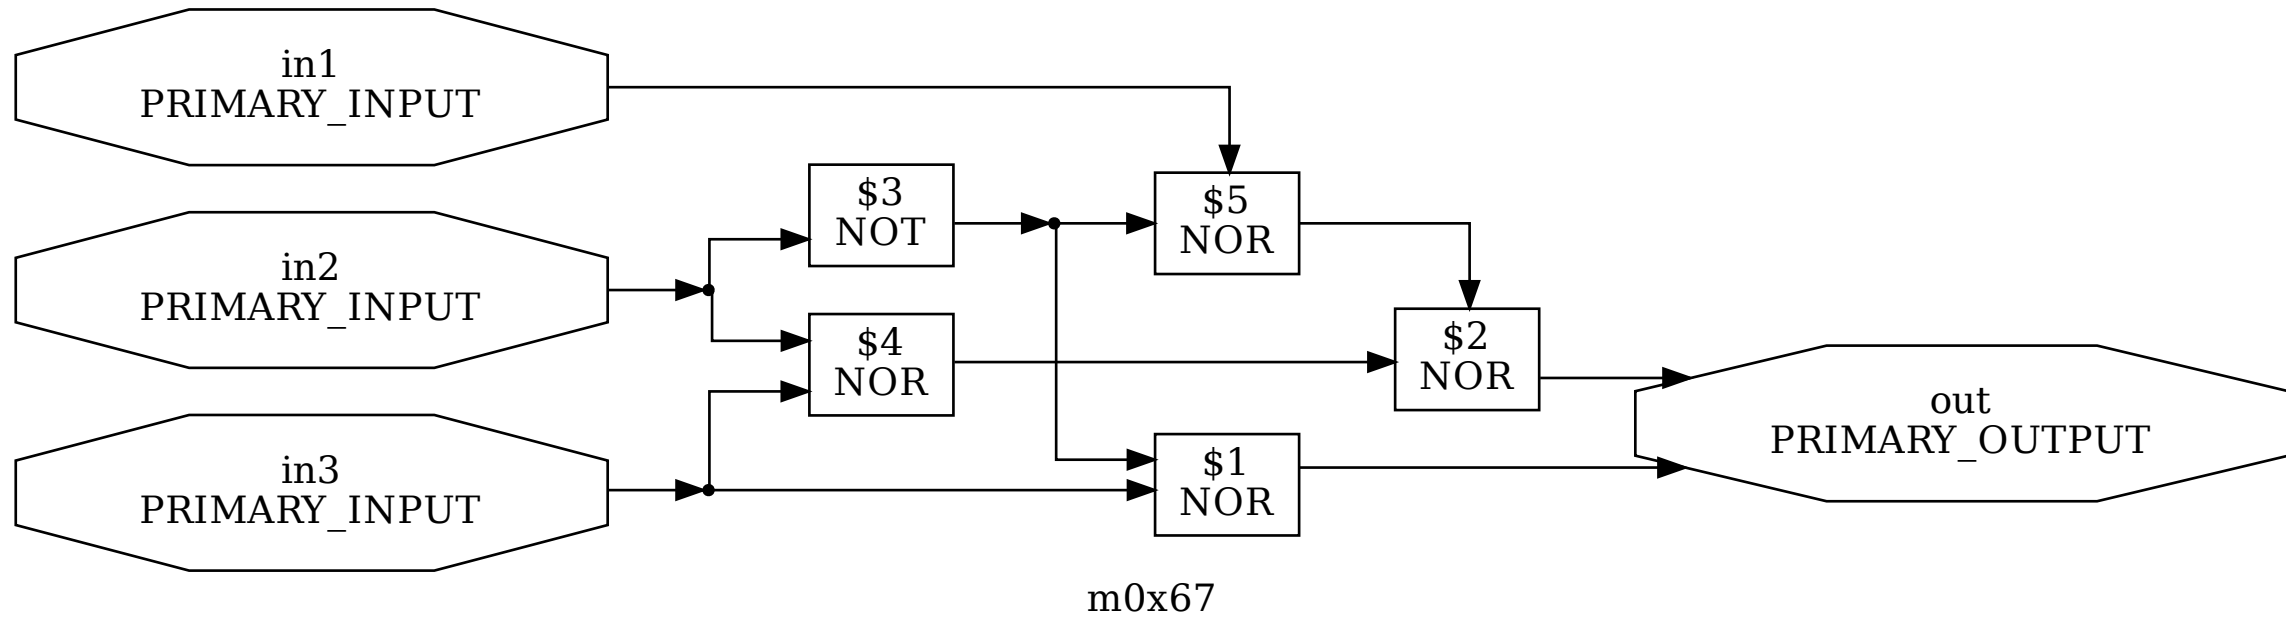 in1
PRIMARY_INPUT
$3
NOT
$5
NOR
in2
PRIMARY_INPUT
$4
NOR
$2
NOR
out
PRIMARY_OUTPUT
in3
PRIMARY_INPUT
$1
NOR
m0x67